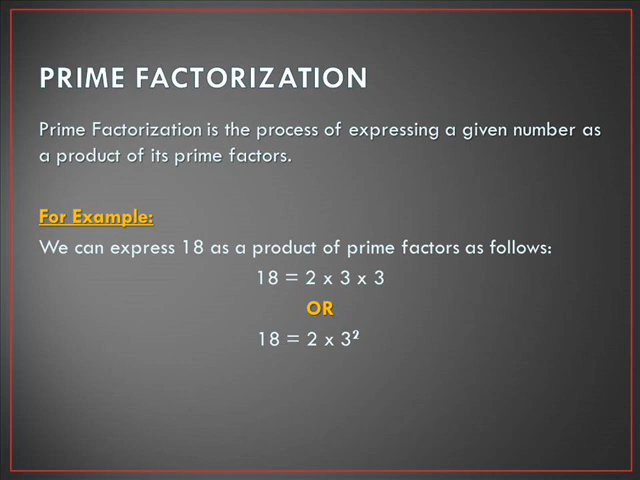 PRIME FACTORIZATION
Prime Factorization is the process of expressing a given number as
a product of its prime factors.
For Example:
We can express 18 as a product of prime factors as follows:
18 = 2 x 3 x 3
OR
18 = 2 x 3²